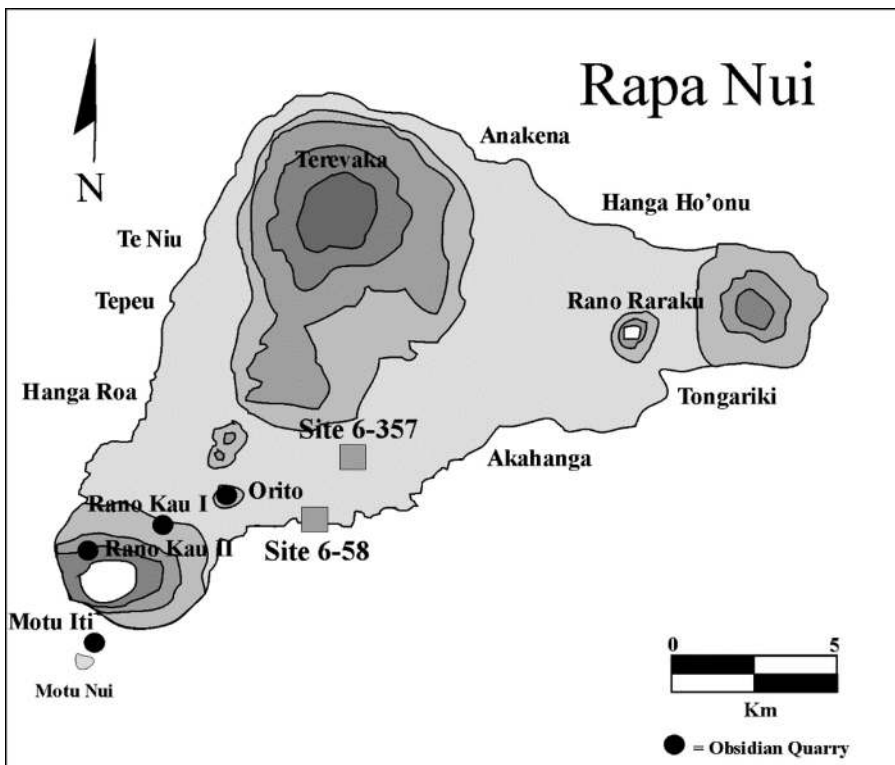 Rapa Nui
N
Terevaka
Anakena
Hanga Ho'onu
Te Niu
Tepeu
Rano Raraku
Hanga Roa
Tongariki
Site 6-357
Akahanga
Orito
Rano Kau I
Rano Kau II
Site 6-58
Motu Iti
Motu Nui
0 5
Km
= Obsidian Quarry